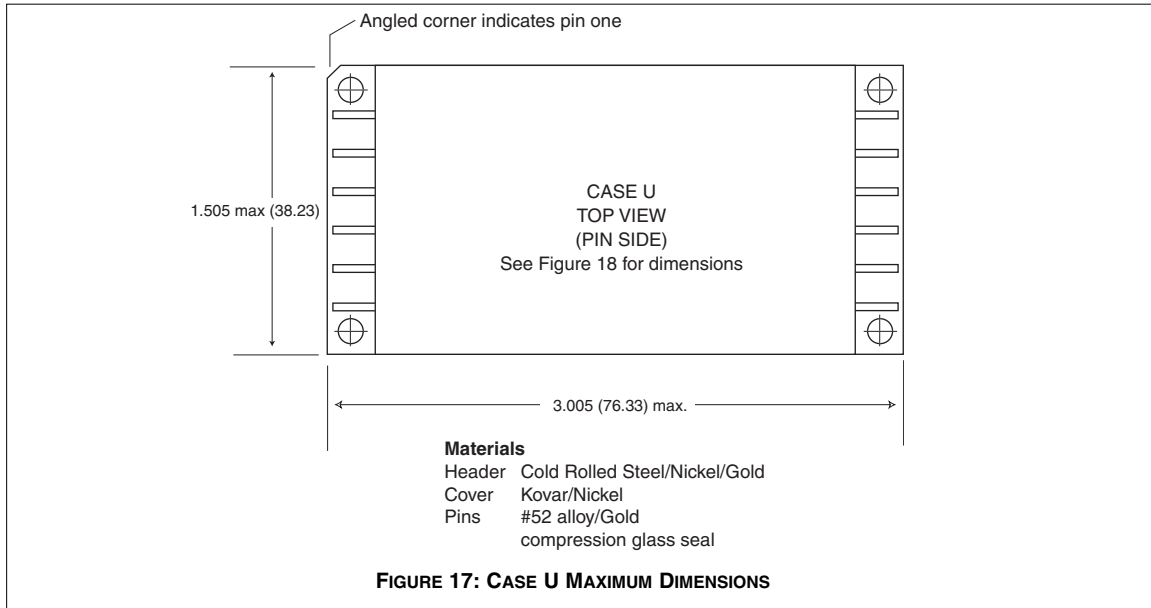 Angled corner indicates pin one
1.505 max (38.23)
CASE U
TOP VIEW
(PIN SIDE)
See Figure 18 for dimensions
3.005 (76.33) max.
Materials
Header Cold Rolled Steel/Nickel/Gold
Cover Kovar/Nickel
Pins #52 alloy/Gold
compression glass seal
FIGURE 17: CASE U MAXIMUM DIMENSIONS